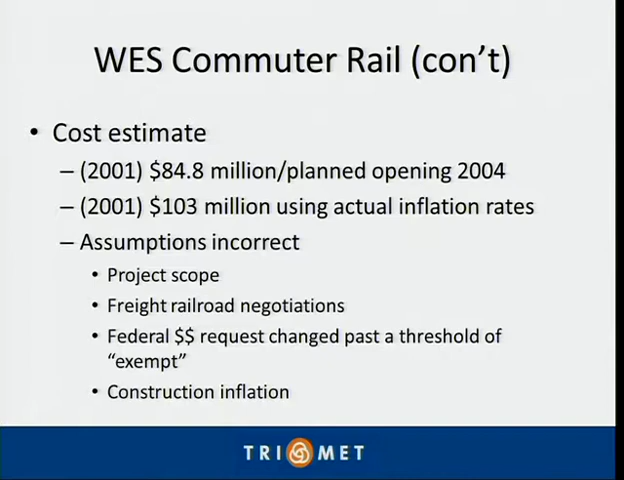 WES Commuter Rail (con’t)
• Cost estimate
– (2001) $84.8 million/planned opening 2004
– (2001) $103 million using actual inflation rates
– Assumptions incorrect
• Project scope
• Freight railroad negotiations
• Federal $$ request changed past a threshold of
“exempt”
• Construction inflation
TRI MET